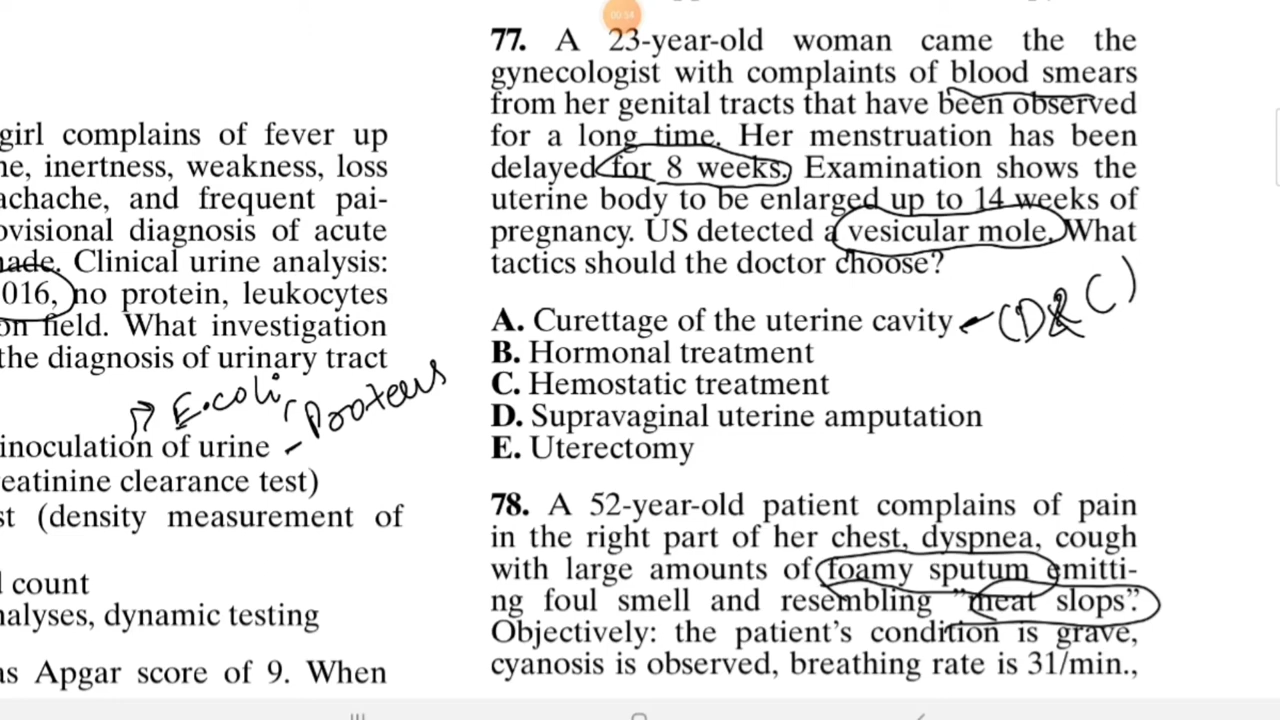 00:54
girl complains of fever up
ne, inertness, weakness, loss
achache, and frequent pai-
ovisional diagnosis of acute
nade. Clinical urine analysis:
016, no protein, leukocytes
on field. What investigation
the diagnosis of urinary tract
E.coli, Proteus
inoculation of urine
eatinine clearance test)
st (density measurement of
d count
nalyses, dynamic testing
as Apgar score of 9. When
77. A 23-year-old woman came the the
gynecologist with complaints of blood smears
from her genital tracts that have been observed
for a long time. Her menstruation has been
delayed for 8 weeks. Examination shows the
uterine body to be enlarged up to 14 weeks of
pregnancy. US detected a vesicular mole. What
tactics should the doctor choose?
A. Curettage of the uterine cavity (D&C)
B. Hormonal treatment
C. Hemostatic treatment
D. Supravaginal uterine amputation
E. Uterectomy
78. A 52-year-old patient complains of pain
in the right part of her chest, dyspnea, cough
with large amounts of foamy sputum emitti-
ng foul smell and resembling ”meat slops”.
Objectively: the patient’s condition is grave,
cyanosis is observed, breathing rate is 31/min.,